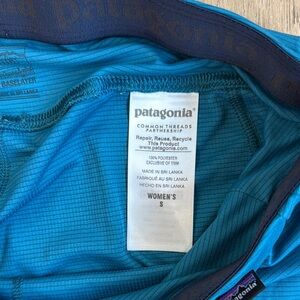 BASELAYER
patagonia®
COMMON THREADS
PARTNERSHIP
Repair, Reuse, Recycle
This Product
www.patagonia.com
100% POLYESTER
EXCLUSIVE OF TRIM
MADE IN SRI LANKA
FABRIQUÉ AU SRI LANKA
HECHO EN SRI LANKA
WOMEN'S
S
patagonia